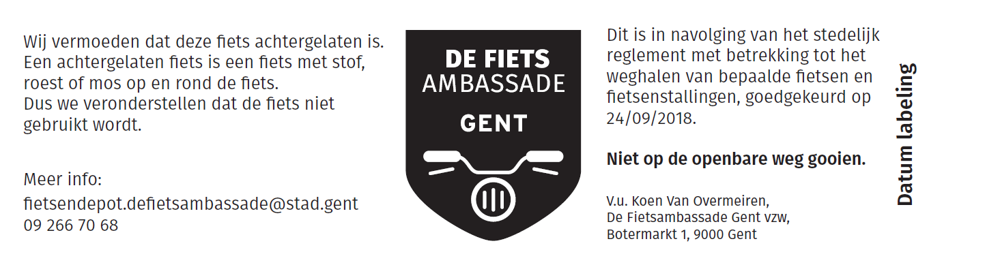 Wij vermoeden dat deze fiets achtergelaten is.
Een achtergelaten fiets is een fiets met stof,
roest of mos op en rond de fiets.
Dus we veronderstellen dat de fiets niet
gebruikt wordt.
Meer info:
fietsendepot.defietsambassade@stad.gent
09 266 70 68
DE FIETS
AMBASSADE
GENT
Dit is in navolging van het stedelijk
reglement met betrekking tot het
weghalen van bepaalde fietsen en
fietsenstallingen, goedgekeurd op
24/09/2018.
Niet op de openbare weg gooien.
V.u. Koen Van Overmeiren,
De Fietsambassade Gent vzw,
Botermarkt 1, 9000 Gent
Datum labeling